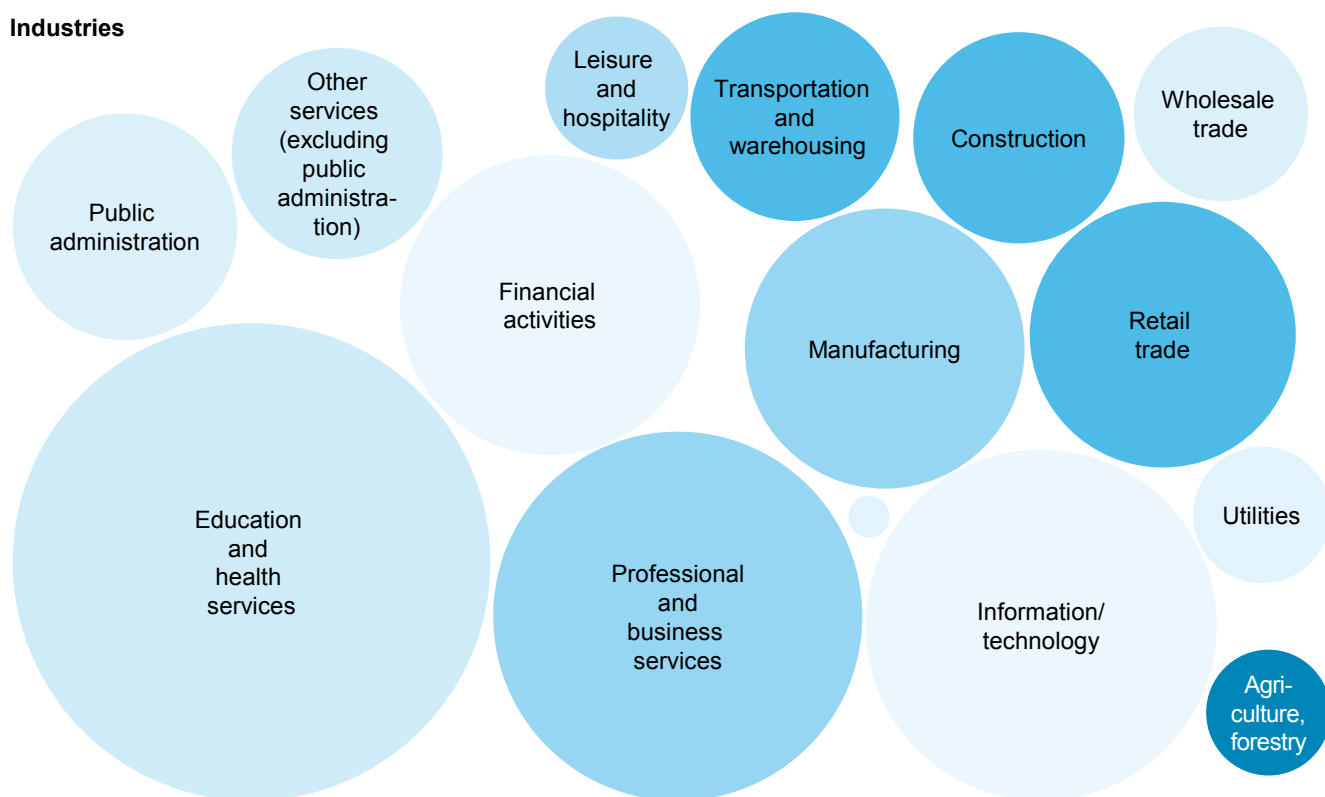 Industries
Public
administration
Other
services
(excluding
public
administra-
tion)
Leisure
and
hospitality
Transportation
and
warehousing
Construction
Wholesale
trade
Financial
activities
Manufacturing
Retail
trade
Education
and
health
services
Professional
and
business
services
Information/
technology
Utilities
Agri-
culture,
forestry